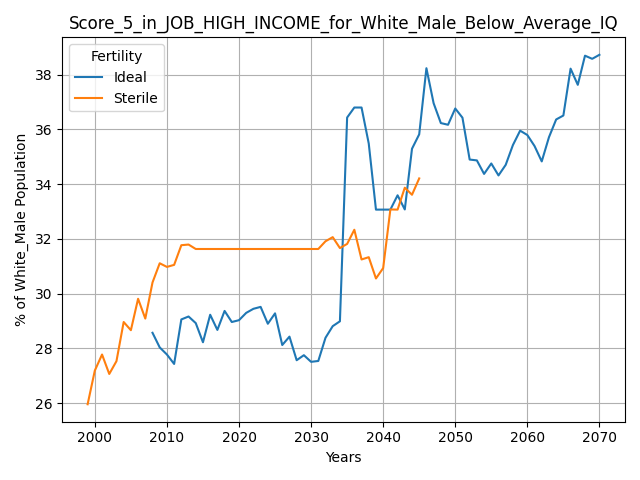 Score_5_in_JOB_HIGH_INCOME_for_White_Male_Below_Average_IQ
Fertility
Ideal
Sterile
% of White_Male Population
38
36
34
32
30
28
26
2000 2010 2020 2030 2040 2050 2060 2070
Years